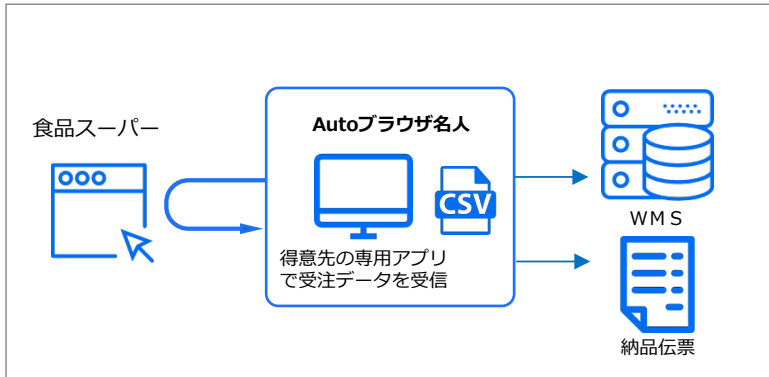 食品スーパー
Autoブラウザ名人
CSV
得意先の専用アプリ
で受注データを受信
ＷＭＳ
納品伝票